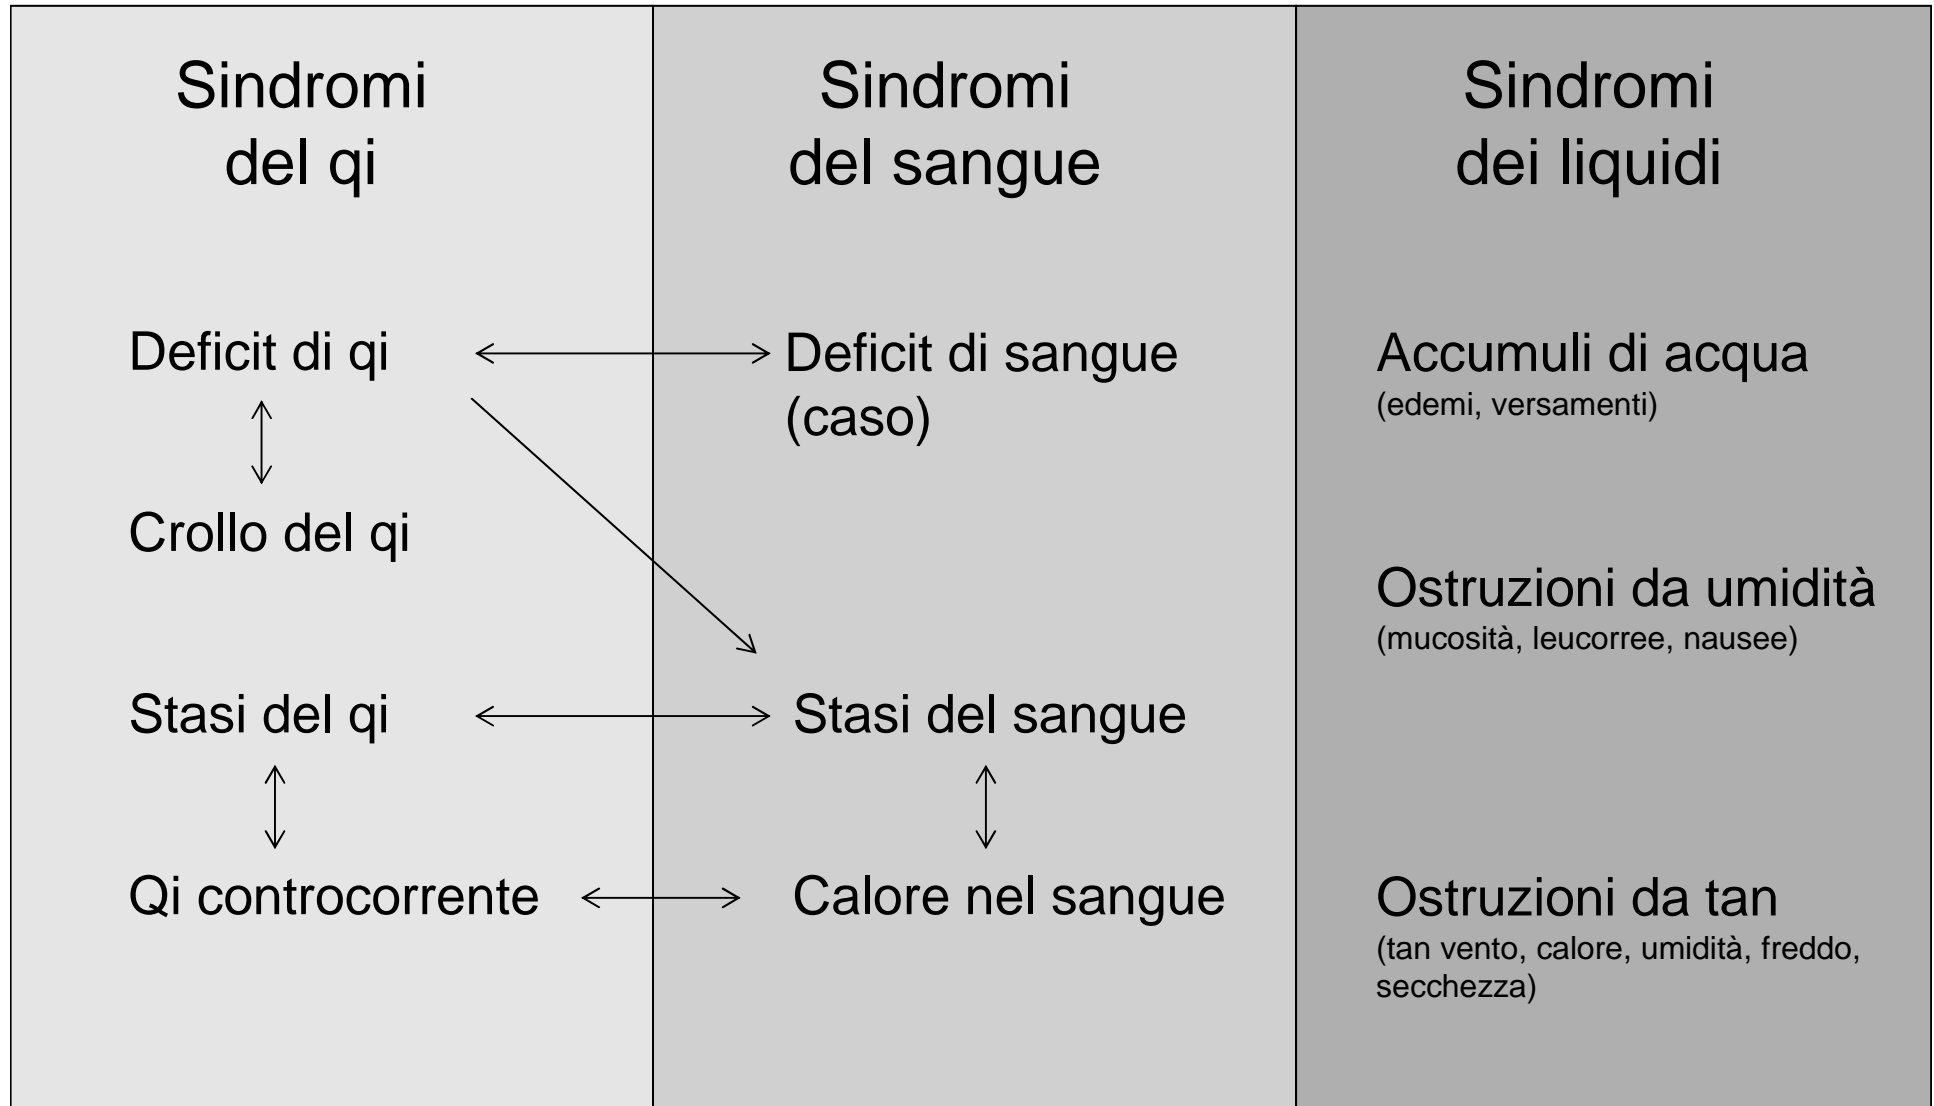 Sindromi
del qi
Deficit di qi
Crollo del qi
Stasi del qi
Qi controcorrente
Sindromi
del sangue
Deficit di sangue
(caso)
Stasi del sangue
Calore nel sangue
Sindromi
dei liquidi
Accumuli di acqua
(edemi, versamenti)
Ostruzioni da umidità
(mucosità, leucorree, nausee)
Ostruzioni da tan
(tan vento, calore, umidità, freddo,
secchezza)